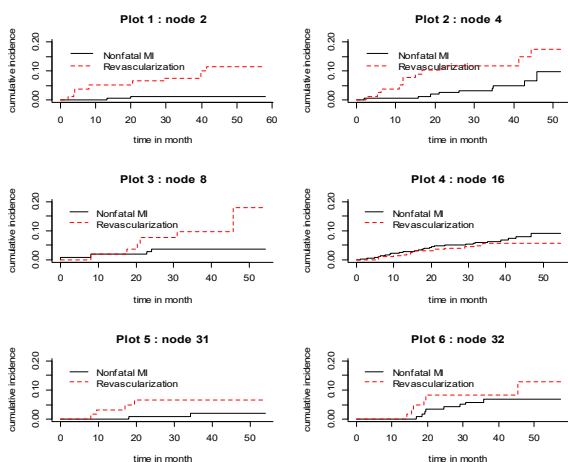 Plot 1 : node 2
cumulative incidence
0.00 0.10 0.20
Nonfatal MI
Revascularization
0 10 20 30 40 50 60
time in month
Plot 2 : node 4
cumulative incidence
0.00 0.10 0.20
Nonfatal MI
Revascularization
0 10 20 30 40 50
time in month
Plot 3 : node 8
cumulative incidence
0.00 0.10 0.20
Nonfatal MI
Revascularization
0 10 20 30 40 50
time in month
Plot 4 : node 16
cumulative incidence
0.00 0.10 0.20
Nonfatal MI
Revascularization
0 10 20 30 40 50
time in month
Plot 5 : node 31
cumulative incidence
0.00 0.10 0.20
Nonfatal MI
Revascularization
0 10 20 30 40 50
time in month
Plot 6 : node 32
cumulative incidence
0.00 0.10 0.20
Nonfatal MI
Revascularization
0 10 20 30 40 50
time in month